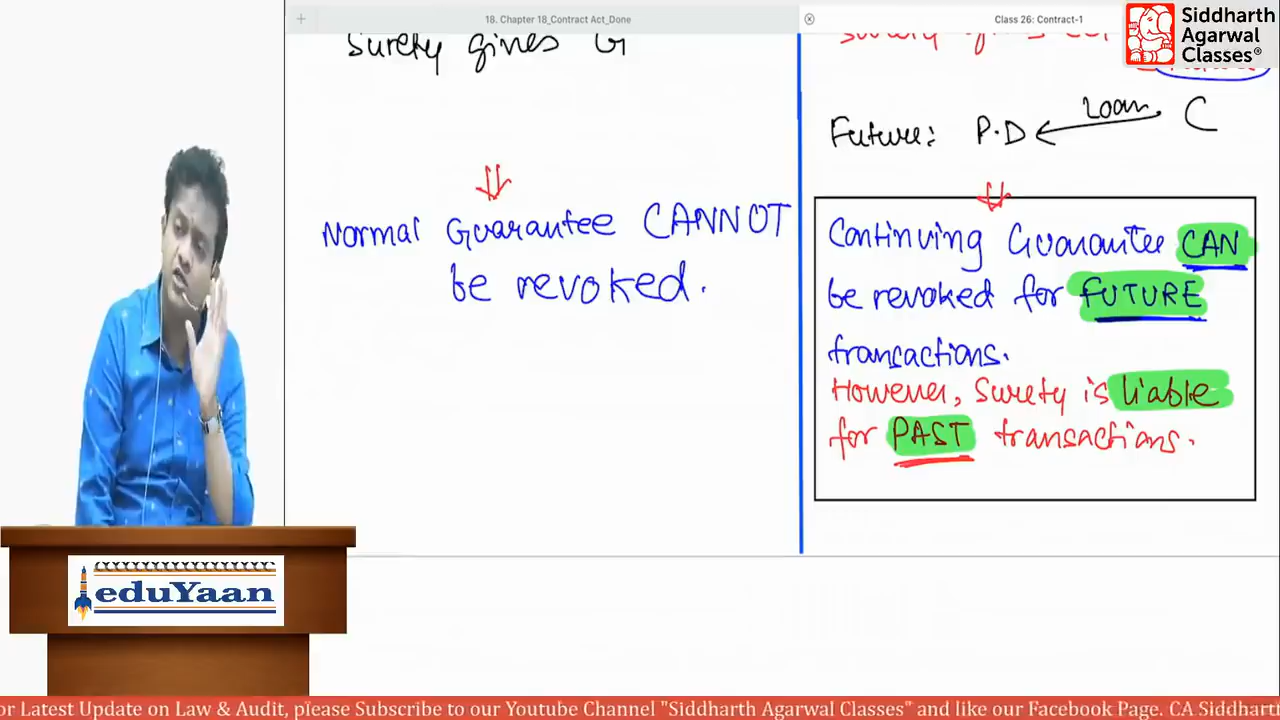 18. Chapter 18_Contract Act_Done
Class 26: Contract-1
Siddharth
Agarwal
Classes®
Surety gives G
Surety gives
Future: P.D Loan C
Normal Guarantee CANNOT
be revoked.
Continuing Guarantee CAN
be revoked for FUTURE
transactions.
However, Surety is liable
for PAST transactions.
eduYaan
or Latest Update on Law & Audit, please Subscribe to our Youtube Channel "Siddharth Agarwal Classes" and like our Facebook Page. CA Siddharth